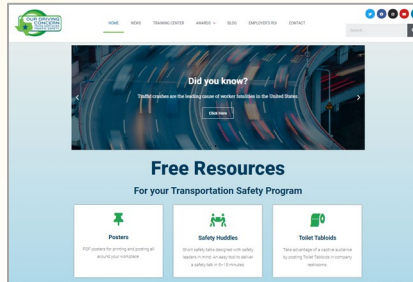 OUR DRIVING
CONCERN
HOME
NEWS
TRAINING CENTER
AWARDS
BLOG
EMPLOYER'S ROI
CONTACT
Search...
Did you know?
Traffic crashes are the leading cause of worker fatalities in the United States.
Click Here
Free Resources
For your Transportation Safety Program
Posters
PDF posters for printing and posting all
around your workplace.
Safety Huddles
Short safety talks designed with safety
leaders in mind. An easy tool to deliver
a safety talk in 5-15 minutes.
Toilet Tabloids
Take advantage of a captive audience
by posting Toilet Tabloids in company
restrooms.